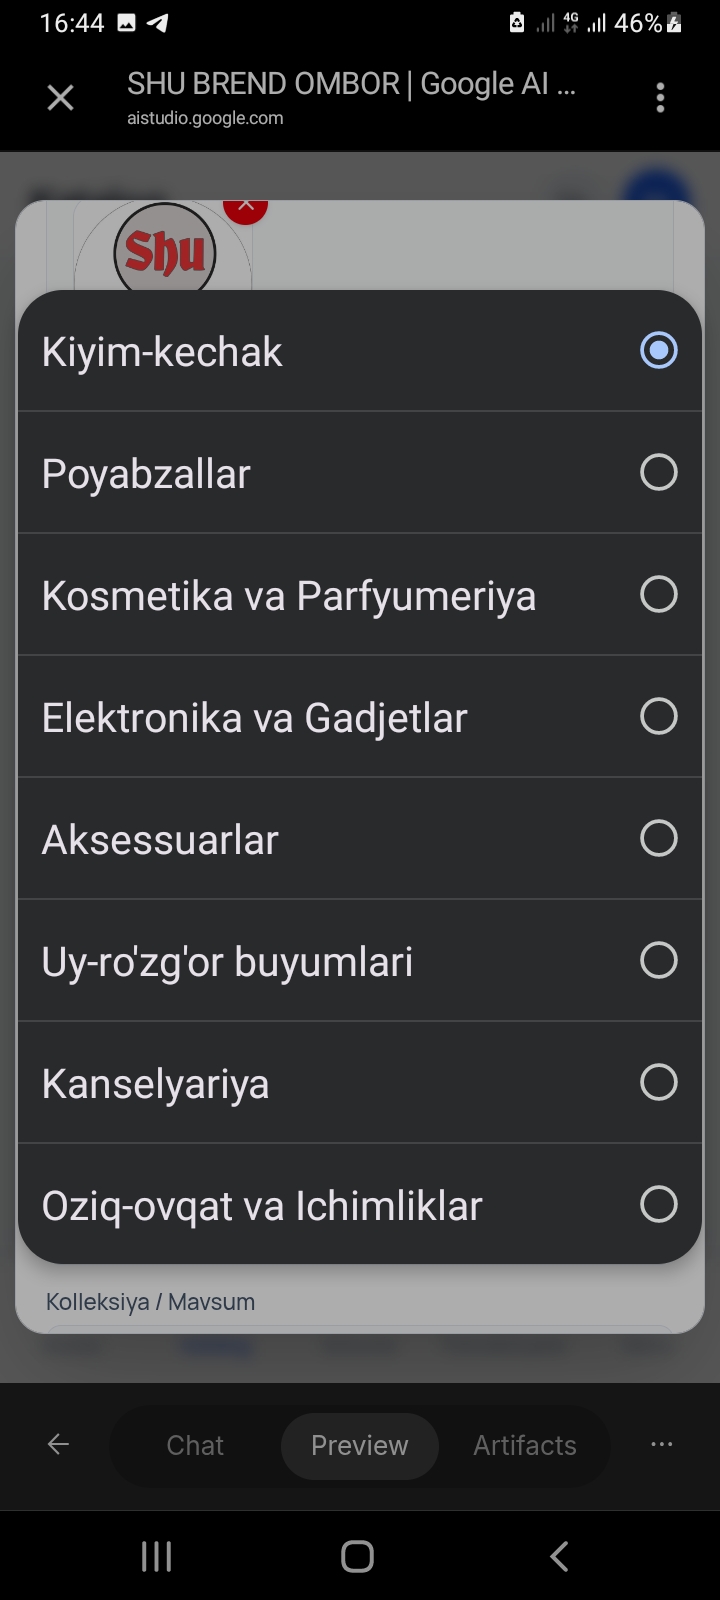 16:44
4G
46%
SHU BREND OMBOR | Google AI ...
aistudio.google.com
Shu
Kiyim-kechak
Poyabzallar
Kosmetika va Parfyumeriya
Elektronika va Gadjetlar
Aksessuarlar
Uy-ro'zg'or buyumlari
Kanselyariya
Oziq-ovqat va Ichimliklar
Kolleksiya / Mavsum
Chat
Preview
Artifacts